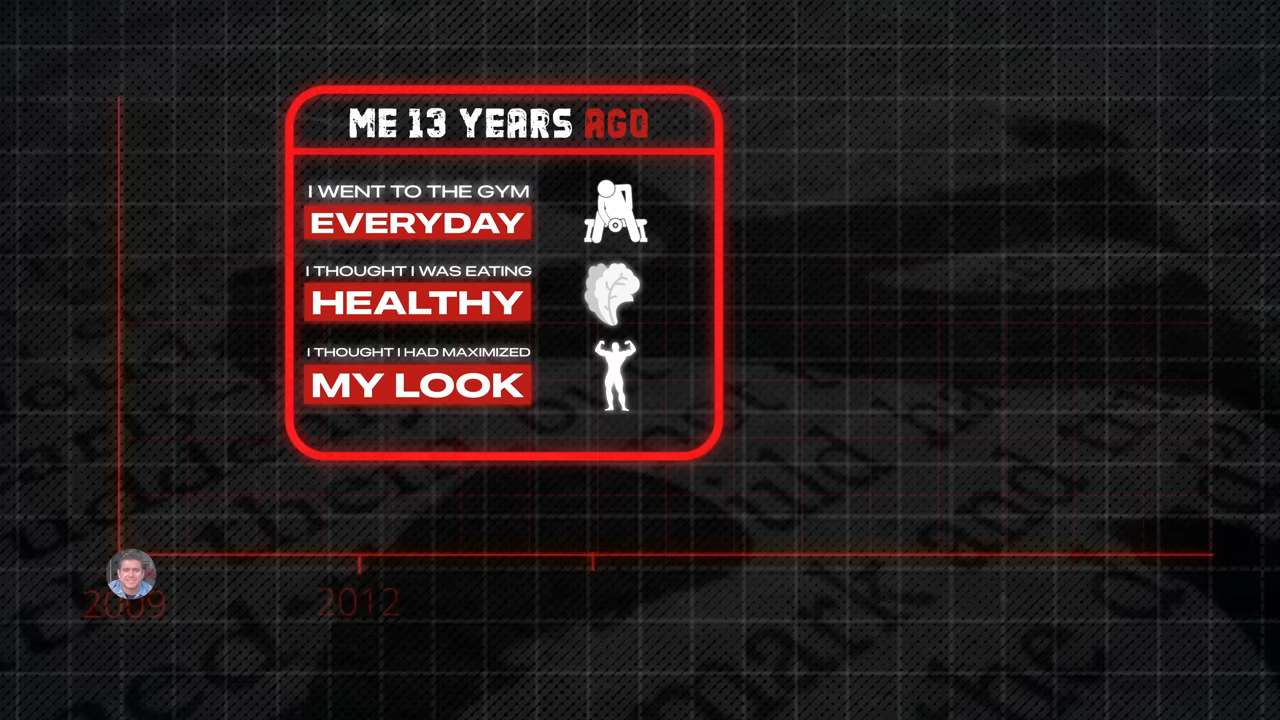 ME 13 YEARS AGO
I WENT TO THE GYM
EVERYDAY
I THOUGHT I WAS EATING
HEALTHY
I THOUGHT I HAD MAXIMIZED
MY LOOK
2009
2012